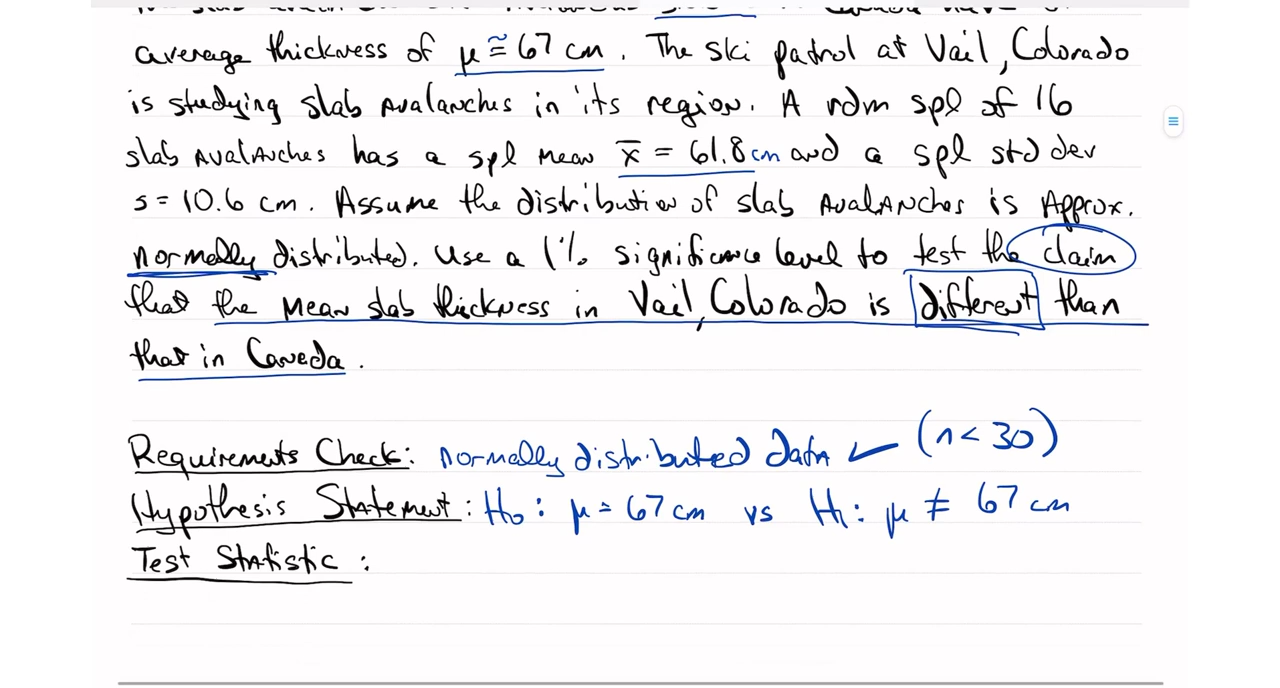 average thickness of μ ≅ 67 cm. The ski patrol at Vail, Colorado
is studying slab avalanches in its region. A rdm spl of 16
slab avalanches has a spl mean x̄ = 61.8 cm and a spl std dev
s = 10.6 cm. Assume the distribution of slab avalanches is approx.
normally distributed. Use a 1% significance level to test the claim
that the mean slab thickness in Vail, Colorado is different than
that in Caneda.
Requirements Check: normally distributed data ✓ (n < 30)
Hypothesis Statement: H₀: μ = 67 cm vs H₁: μ ≠ 67 cm
Test Statistic: